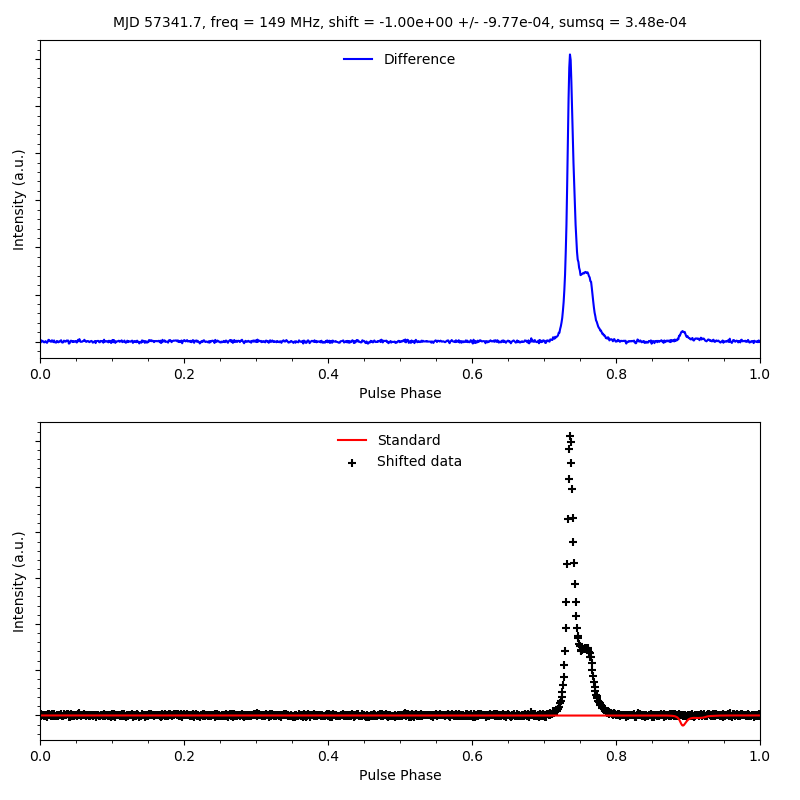 MJD 57341.7, freq = 149 MHz, shift = -1.00e+00 +/- -9.77e-04, sumsq = 3.48e-04
Difference
Intensity (a.u.)
0.0 0.2 0.4 0.6 0.8 1.0
Pulse Phase
Standard
Shifted data
Intensity (a.u.)
0.0 0.2 0.4 0.6 0.8 1.0
Pulse Phase